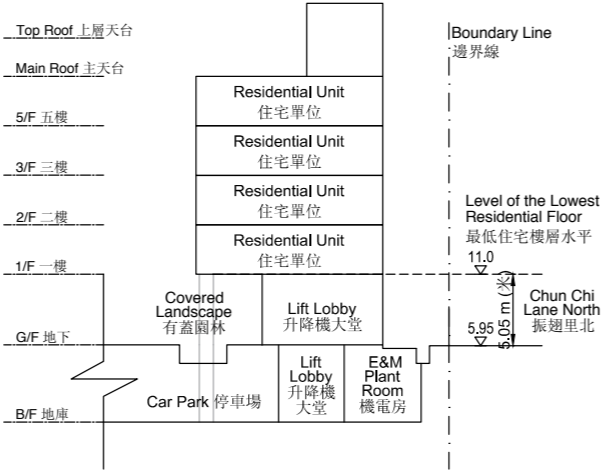 Top Roof 上層天台
Main Roof 主天台
5/F 五樓
3/F 三樓
2/F 二樓
1/F 一樓
G/F 地下
B/F 地庫
Residential Unit
住宅單位
Residential Unit
住宅單位
Residential Unit
住宅單位
Residential Unit
住宅單位
Covered
Landscape
有蓋園林
Lift Lobby
升降機大堂
Car Park 停車場
Lift
Lobby
升降機
大堂
E&M
Plant
Room
機電房
Boundary Line
邊界線
Level of the Lowest
Residential Floor
最低住宅樓層水平
11.0
5.95
5.05 m (米)
Chun Chi
Lane North
振翅里北